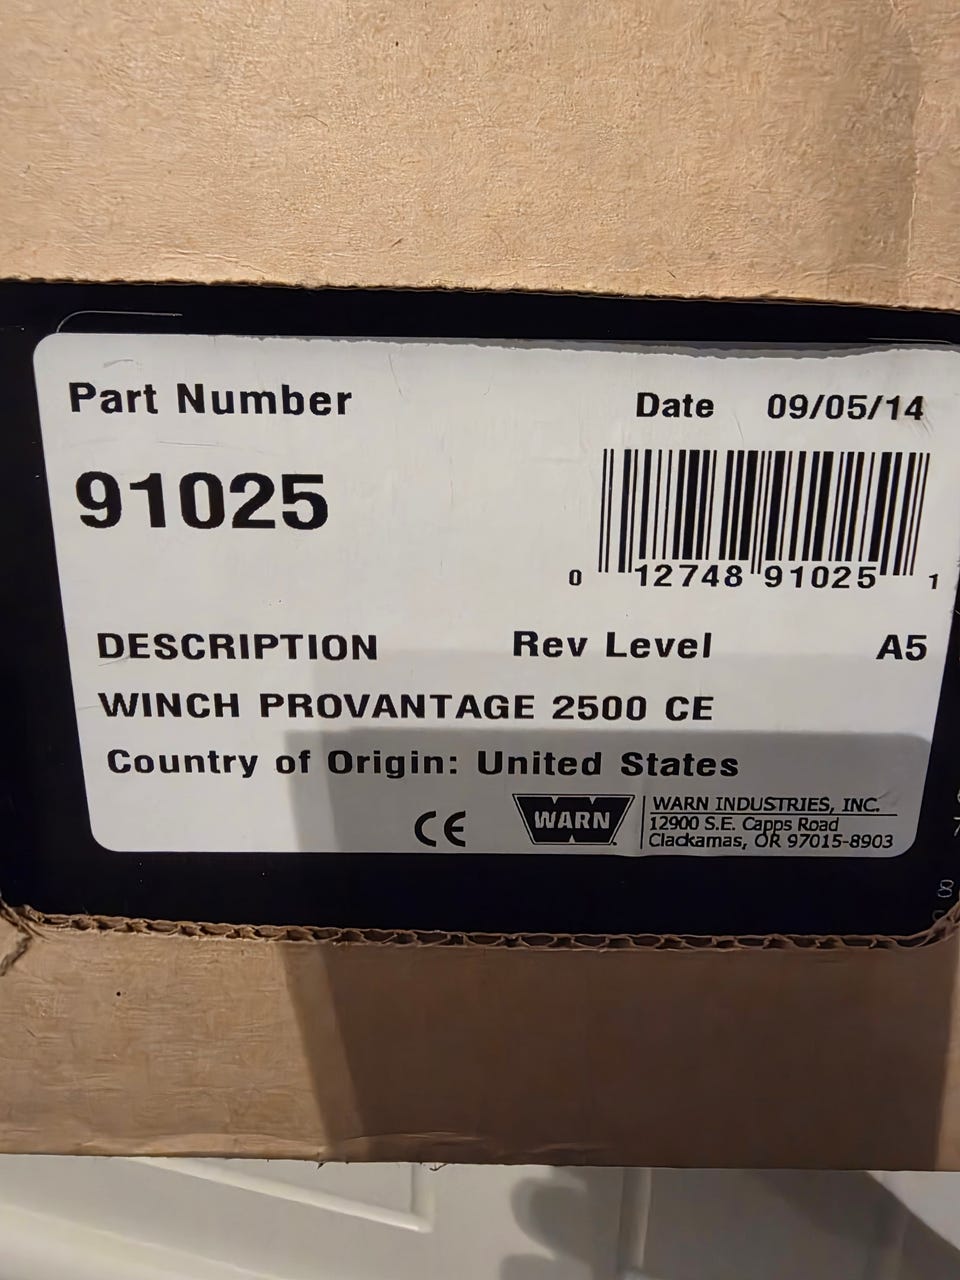 Part Number
Date 09/05/14
91025
0 12748 91025 1
DESCRIPTION Rev Level A5
WINCH PROVANTAGE 2500 CE
Country of Origin: United States
CE
WARN
WARN INDUSTRIES, INC.
12900 S.E. Capps Road
Clackamas, OR 97015-8903
8